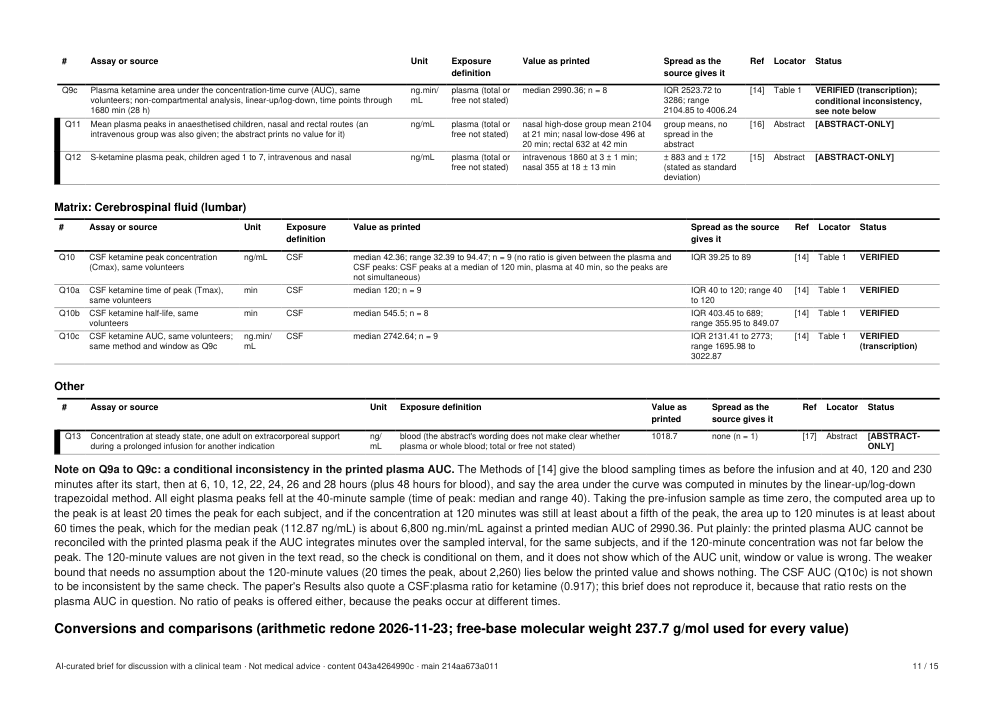 # Assay or source Unit Exposure definition Value as printed Spread as the source gives it Ref Locator Status
Q9c Plasma ketamine area under the concentration-time curve (AUC), same volunteers; non-compartmental analysis, linear-up/log-down, time points through 1680 min (28 h) ng.min/mL plasma (total or free not stated) median 2990.36; n = 8 IQR 2523.72 to 3286; range 2104.85 to 4006.24 [14] Table 1 VERIFIED (transcription); conditional inconsistency, see note below
Q11 Mean plasma peaks in anaesthetised children, nasal and rectal routes (an intravenous group was also given; the abstract prints no value for it) ng/mL plasma (total or free not stated) nasal high-dose group mean 2104 at 21 min; nasal low-dose 496 at 20 min; rectal 632 at 42 min group means, no spread in the abstract [16] Abstract [ABSTRACT-ONLY]
Q12 S-ketamine plasma peak, children aged 1 to 7, intravenous and nasal ng/mL plasma (total or free not stated) intravenous 1860 at 3 ± 1 min; nasal 355 at 18 ± 13 min ± 883 and ± 172 (stated as standard deviation) [15] Abstract [ABSTRACT-ONLY]
Matrix: Cerebrospinal fluid (lumbar)
# Assay or source Unit Exposure definition Value as printed Spread as the source gives it Ref Locator Status
Q10 CSF ketamine peak concentration (Cmax), same volunteers ng/mL CSF median 42.36; range 32.39 to 94.47; n = 9 (no ratio is given between the plasma and CSF peaks: CSF peaks at a median of 120 min, plasma at 40 min, so the peaks are not simultaneous) IQR 39.25 to 89 [14] Table 1 VERIFIED
Q10a CSF ketamine time of peak (Tmax), same volunteers min CSF median 120; n = 9 IQR 40 to 120; range 40 to 120 [14] Table 1 VERIFIED
Q10b CSF ketamine half-life, same volunteers min CSF median 545.5; n = 8 IQR 403.45 to 689; range 355.95 to 849.07 [14] Table 1 VERIFIED
Q10c CSF ketamine AUC, same volunteers; same method and window as Q9c ng.min/mL CSF median 2742.64; n = 9 IQR 2131.41 to 2773; range 1695.98 to 3022.87 [14] Table 1 VERIFIED (transcription)
Other
# Assay or source Unit Exposure definition Value as printed Spread as the source gives it Ref Locator Status
Q13 Concentration at steady state, one adult on extracorporeal support during a prolonged infusion for another indication ng/mL blood (the abstract's wording does not make clear whether plasma or whole blood; total or free not stated) 1018.7 none (n = 1) [17] Abstract [ABSTRACT-ONLY]
Note on Q9a to Q9c: a conditional inconsistency in the printed plasma AUC. The Methods of [14] give the blood sampling times as before the infusion and at 40, 120 and 230
minutes after its start, then at 6, 10, 12, 22, 24, 26 and 28 hours (plus 48 hours for blood), and say the area under the curve was computed in minutes by the linear-up/log-down
trapezoidal method. All eight plasma peaks fell at the 40-minute sample (time of peak: median and range 40). Taking the pre-infusion sample as time zero, the computed area up to
the peak is at least 20 times the peak for each subject, and if the concentration at 120 minutes was still at least about a fifth of the peak, the area up to 120 minutes is at least about
60 times the peak, which for the median peak (112.87 ng/mL) is about 6,800 ng.min/mL against a printed median AUC of 2990.36. Put plainly: the printed plasma AUC cannot be
reconciled with the printed plasma peak if the AUC integrates minutes over the sampled interval, for the same subjects, and if the 120-minute concentration was not far below the
peak. The 120-minute values are not given in the text read, so the check is conditional on them, and it does not show which of the AUC unit, window or value is wrong. The weaker
bound that needs no assumption about the 120-minute values (20 times the peak, about 2,260) lies below the printed value and shows nothing. The CSF AUC (Q10c) is not shown
to be inconsistent by the same check. The paper's Results also quote a CSF:plasma ratio for ketamine (0.917); this brief does not reproduce it, because that ratio rests on the
plasma AUC in question. No ratio of peaks is offered either, because the peaks occur at different times.
Conversions and comparisons (arithmetic redone 2026-11-23; free-base molecular weight 237.7 g/mol used for every value)
AI-curated brief for discussion with a clinical team · Not medical advice · content 043a4264990c · main 214aa673a011
11 / 15